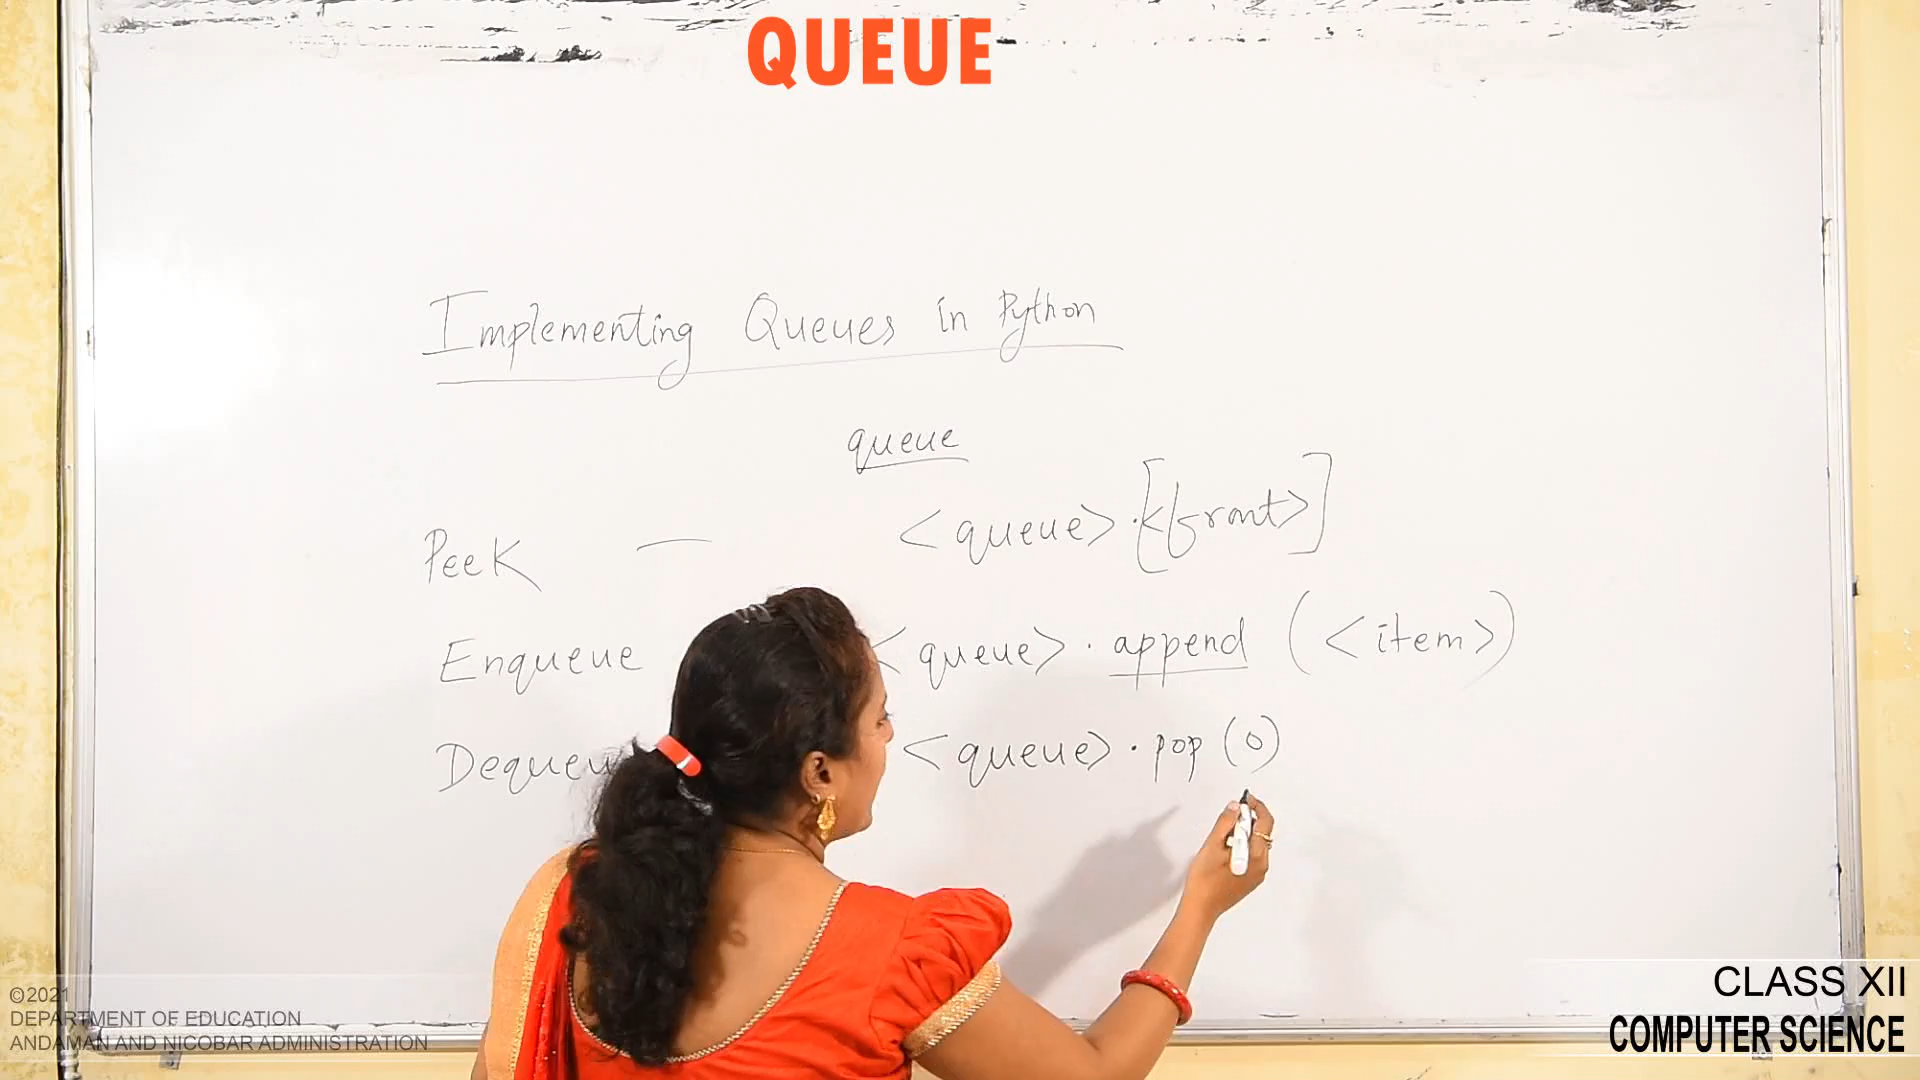 QUEUE
Implementing Queues in Python
queue
Peek — <queue>.[<front>]
Enqueue <queue>.append (<item>)
Dequeu <queue>.pop (0)
©2021
DEPARTMENT OF EDUCATION
ANDAMAN AND NICOBAR ADMINISTRATION
CLASS XII
COMPUTER SCIENCE